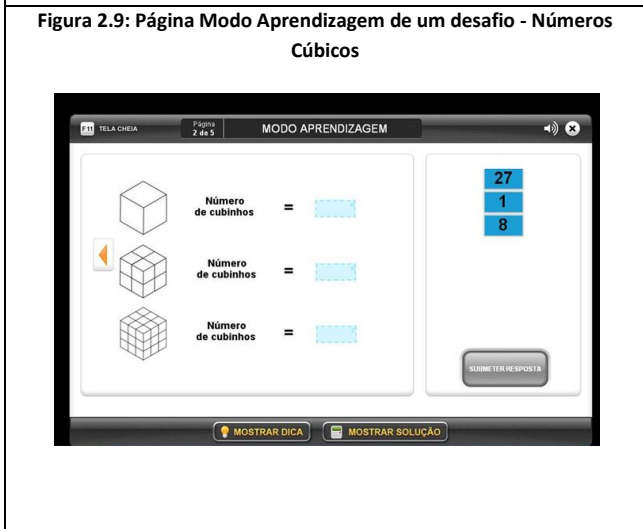 Figura 2.9: Página Modo Aprendizagem de um desafio - Números
Cúbicos
F11 TELA CHEIA
Página
2 de 5
MODO APRENDIZAGEM
Número
de cubinhos
=
Número
de cubinhos
=
Número
de cubinhos
=
27
1
8
SUBMETER RESPOSTA
MOSTRAR DICA
MOSTRAR SOLUÇÃO